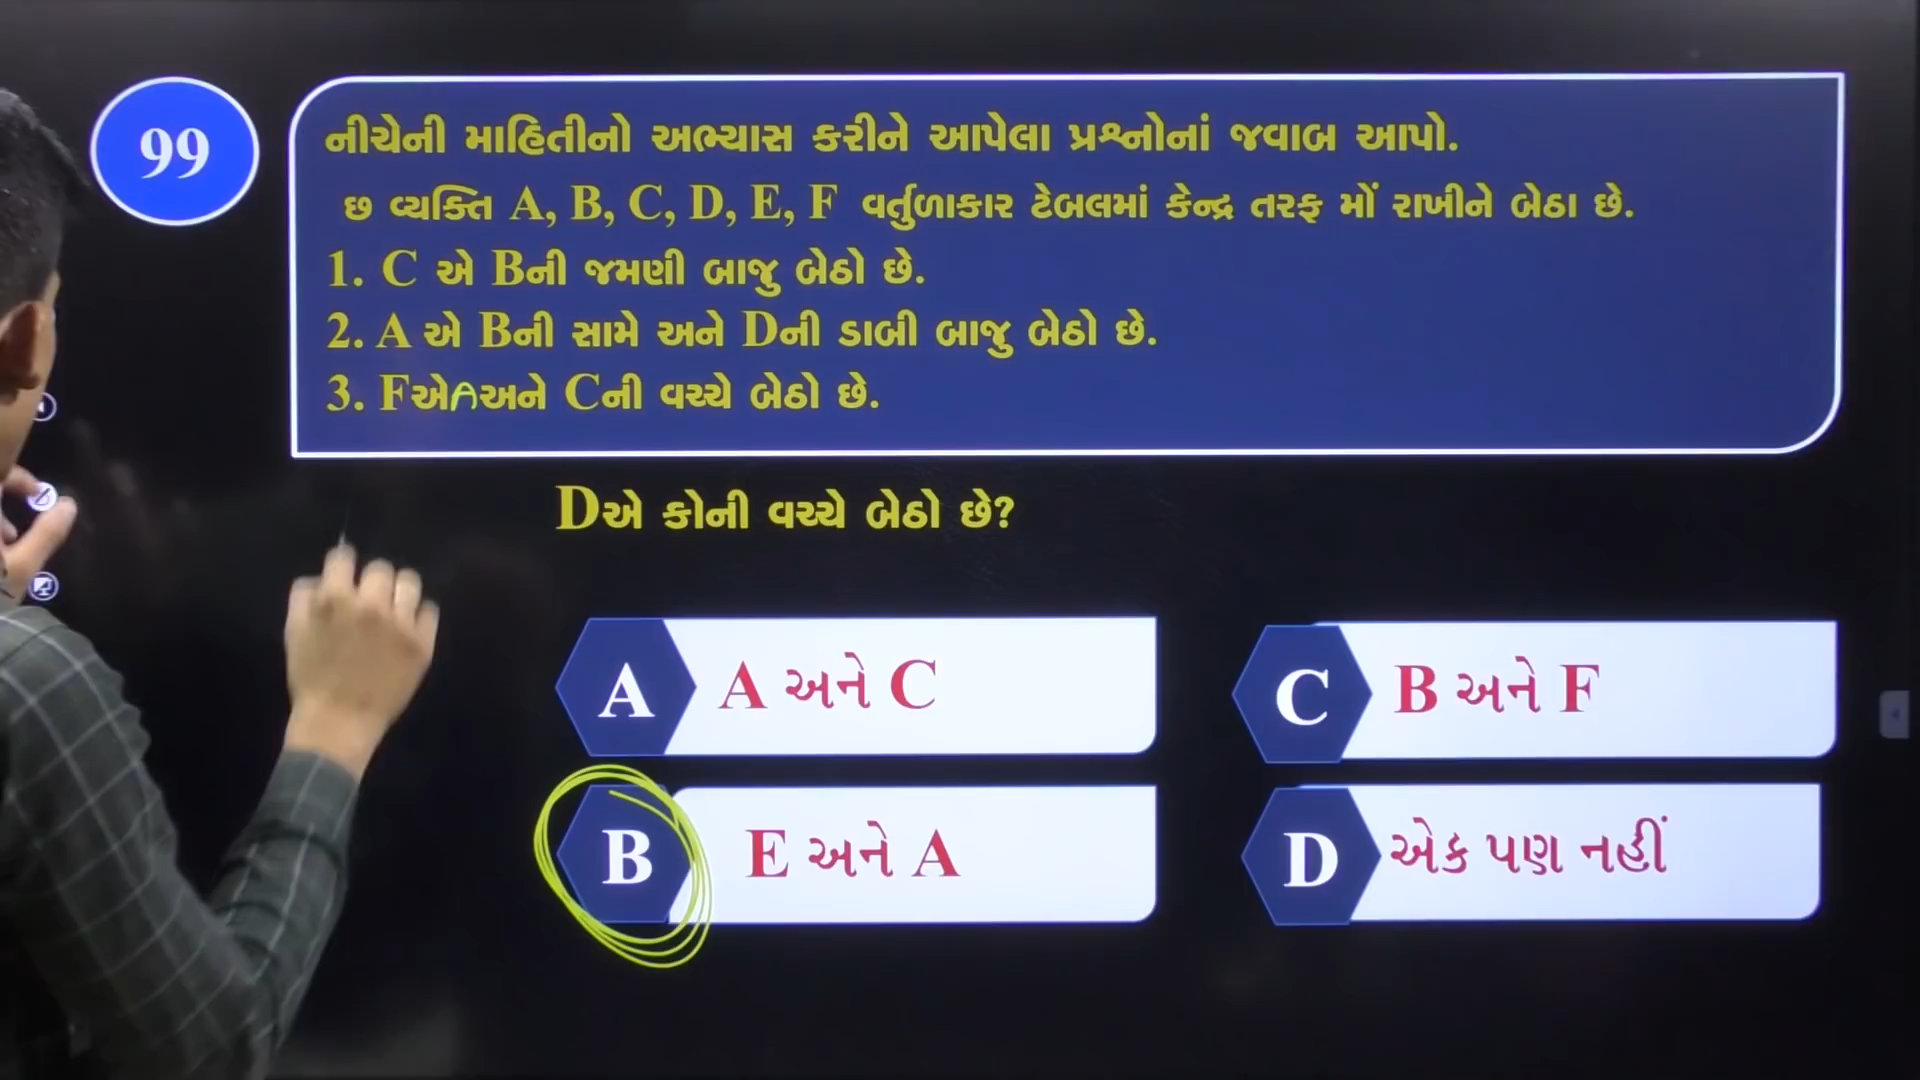 99
નીચેની માહિતીનો અભ્યાસ કરીને આપેલા પ્રશ્નોનાં જવાબ આપો.
છ વ્યક્તિ A, B, C, D, E, F વર્તુળાકાર ટેબલમાં કેન્દ્ર તરફ મોં રાખીને બેઠા છે.
1. C એ Bની જમણી બાજુ બેઠો છે.
2. A એ Bની સામે અને Dની ડાબી બાજુ બેઠો છે.
3. Fએ A અને Cની વચ્ચે બેઠો છે.
Dએ કોની વચ્ચે બેઠો છે?
A A અને C
B E અને A
C B અને F
D એક પણ નહીં